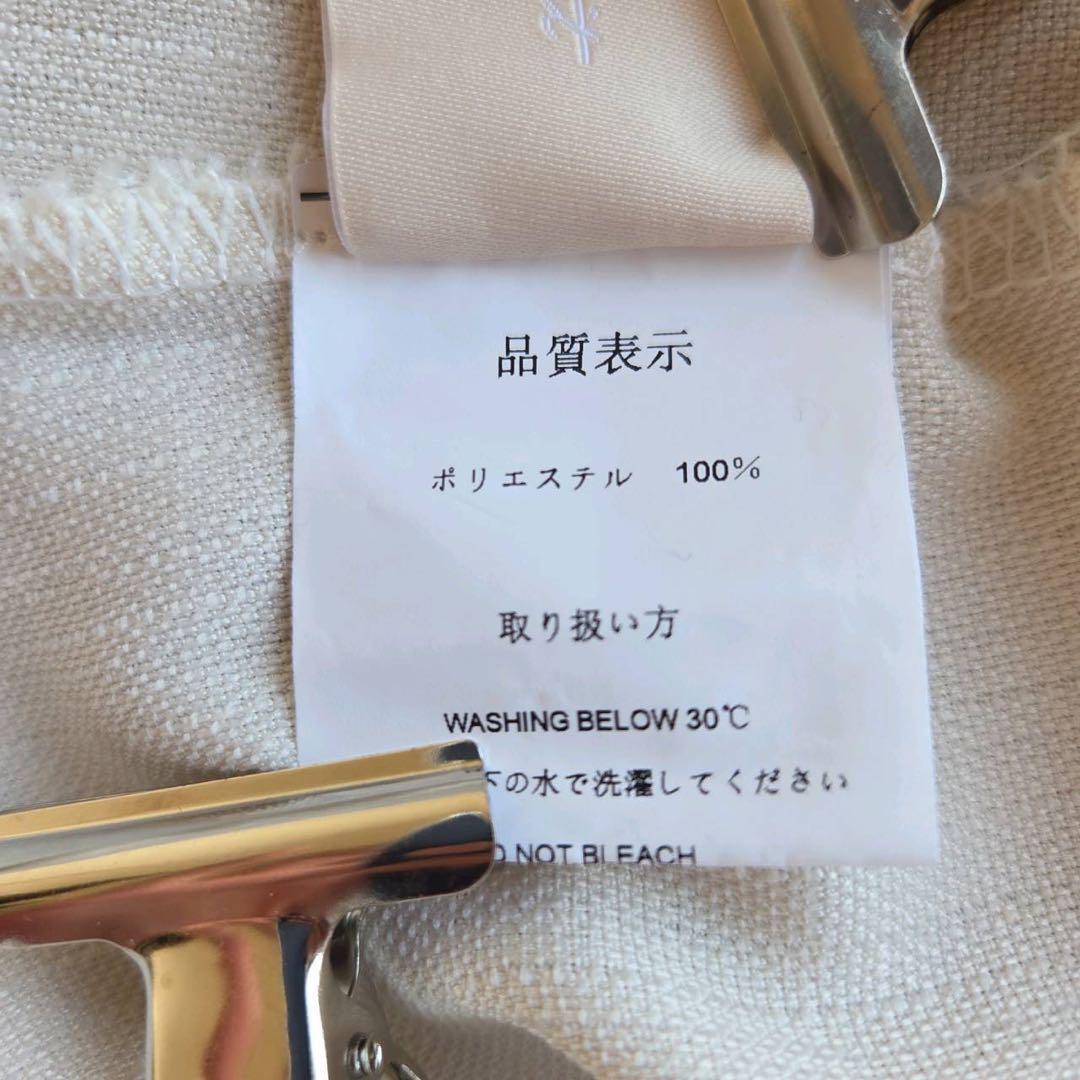 品質表示
ポリエステル 100%
取り扱い方
WASHING BELOW 30℃
下の水で洗濯してください
DO NOT BLEACH